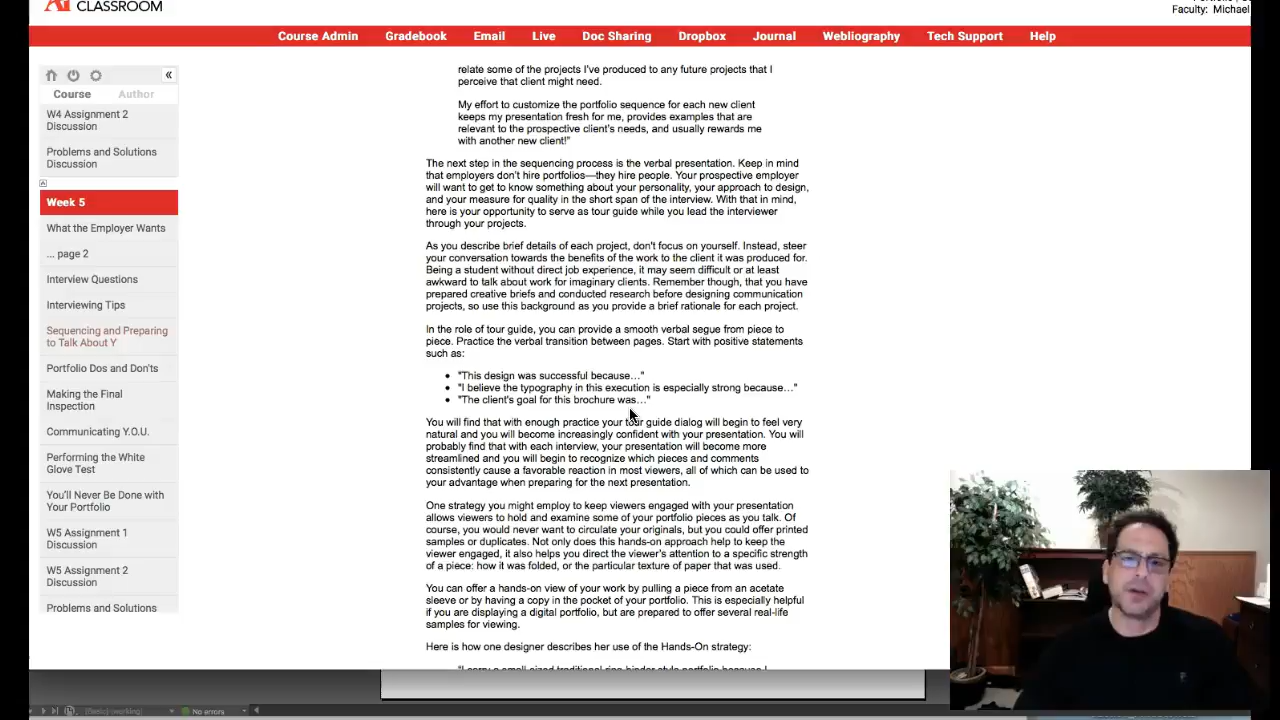 CLASSROOM
Faculty: Michael
Course Admin Gradebook Email Live Doc Sharing Dropbox Journal Webliography Tech Support Help
«
Course Author
W4 Assignment 2
Discussion
Problems and Solutions
Discussion
Week 5
What the Employer Wants
... page 2
Interview Questions
Interviewing Tips
Sequencing and Preparing
to Talk About Y
Portfolio Dos and Don'ts
Making the Final
Inspection
Communicating Y.O.U.
Performing the White
Glove Test
You'll Never Be Done with
Your Portfolio
W5 Assignment 1
Discussion
W5 Assignment 2
Discussion
Problems and Solutions
relate some of the projects I've produced to any future projects that I
perceive that client might need.
My effort to customize the portfolio sequence for each new client
keeps my presentation fresh for me, provides examples that are
relevant to the prospective client's needs, and usually rewards me
with another new client!"
The next step in the sequencing process is the verbal presentation. Keep in mind
that employers don't hire portfolios—they hire people. Your prospective employer
will want to get to know something about your personality, your approach to design,
and your measure for quality in the short span of the interview. With that in mind,
here is your opportunity to serve as tour guide while you lead the interviewer
through your projects.
As you describe brief details of each project, don't focus on yourself. Instead, steer
your conversation towards the benefits of the work to the client it was produced for.
Being a student without direct job experience, it may seem difficult or at least
awkward to talk about work for imaginary clients. Remember though, that you have
prepared creative briefs and conducted research before designing communication
projects, so use this background as you provide a brief rationale for each project.
In the role of tour guide, you can provide a smooth verbal segue from piece to
piece. Practice the verbal transition between pages. Start with positive statements
such as:
• "This design was successful because…"
• "I believe the typography in this execution is especially strong because…"
• "The client's goal for this brochure was…"
You will find that with enough practice your tour guide dialog will begin to feel very
natural and you will become increasingly confident with your presentation. You will
probably find that with each interview, your presentation will become more
streamlined and you will begin to recognize which pieces and comments
consistently cause a favorable reaction in most viewers, all of which can be used to
your advantage when preparing for the next presentation.
One strategy you might employ to keep viewers engaged with your presentation
allows viewers to hold and examine some of your portfolio pieces as you talk. Of
course, you would never want to circulate your originals, but you could offer printed
samples or duplicates. Not only does this hands-on approach help to keep the
viewer engaged, it also helps you direct the viewer's attention to a specific strength
of a piece: how it was folded, or the particular texture of paper that was used.
You can offer a hands-on view of your work by pulling a piece from an acetate
sleeve or by having a copy in the pocket of your portfolio. This is especially helpful
if you are displaying a digital portfolio, but are prepared to offer several real-life
samples for viewing.
Here is how one designer describes her use of the Hands-On strategy:
[Basic] (working) No errors